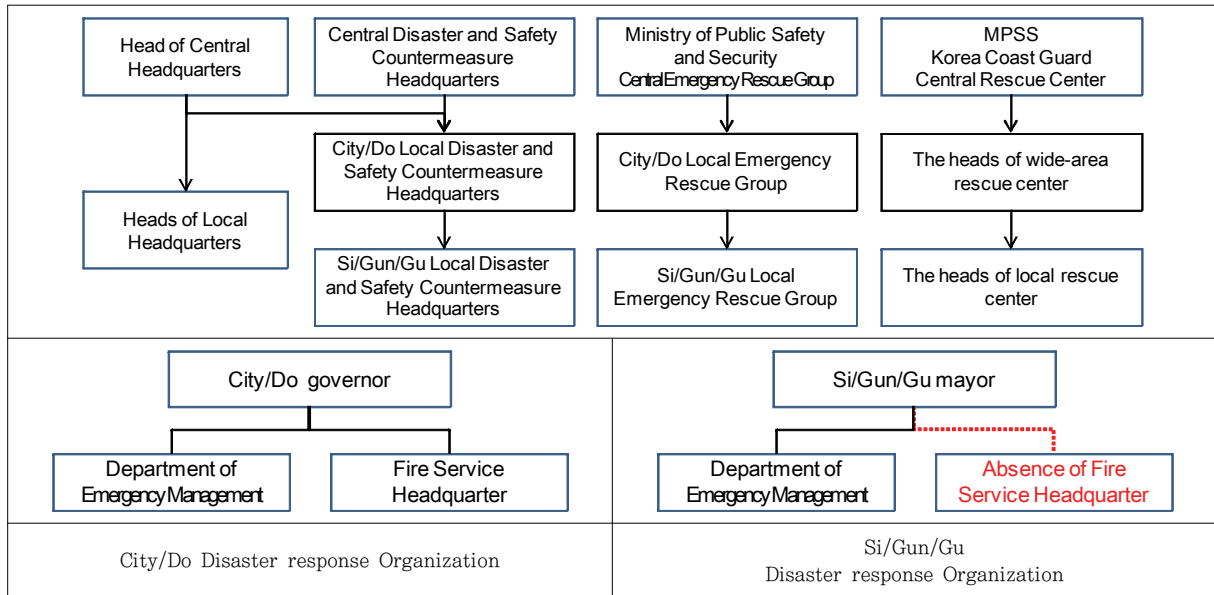 Head of Central
Headquarters
Central Disaster and Safety
Countermeasure
Headquarters
Ministry of Public Safety
and Security
Central Emergency Rescue Group
MPSS
Korea Coast Guard
Central Rescue Center
City/Do Local Disaster and
Safety Countermeasure
Headquarters
City/Do Local Emergency
Rescue Group
The heads of wide-area
rescue center
Heads of Local
Headquarters
Si/Gun/Gu Local Disaster
and Safety Countermeasure
Headquarters
Si/Gun/Gu Local
Emergency Rescue Group
The heads of local rescue
center
City/Do governor
Department of
Emergency Management
Fire Service
Headquarter
Si/Gun/Gu mayor
Department of
Emergency Management
Absence of Fire
Service Headquarter
City/Do Disaster response Organization
Si/Gun/Gu
Disaster response Organization